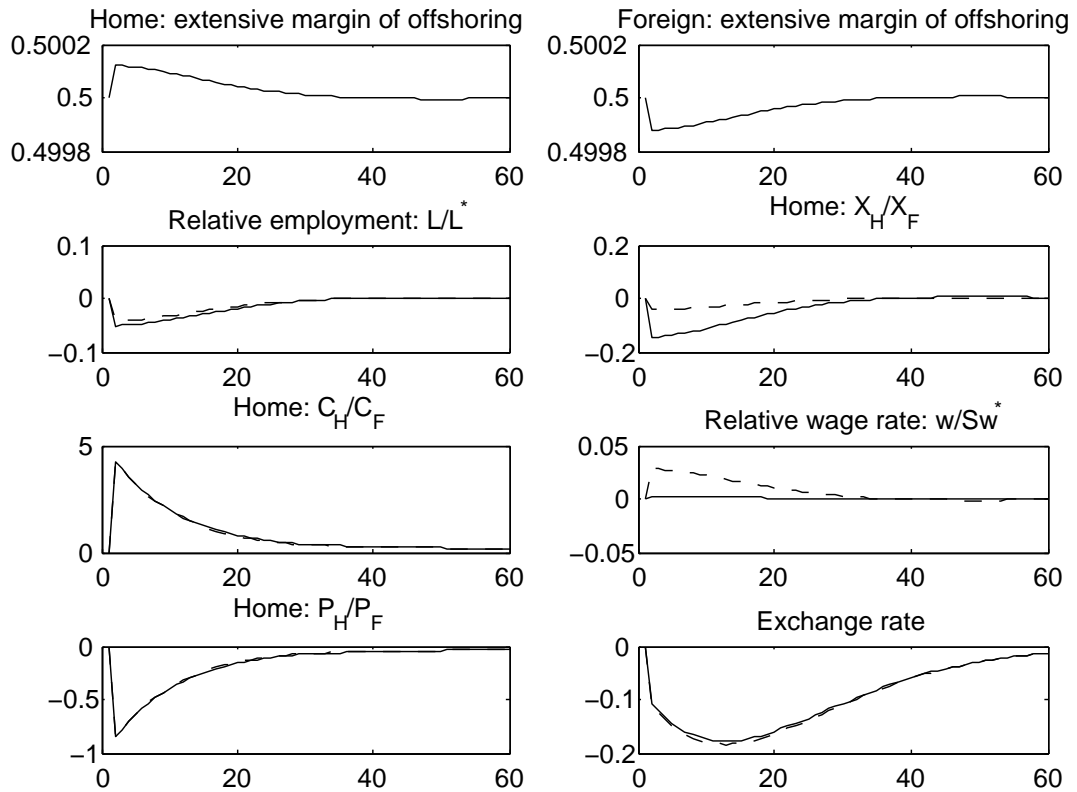 Home: extensive margin of offshoring
0.5002
0.5
0.4998
0 20 40 60
Foreign: extensive margin of offshoring
0.5002
0.5
0.4998
0 20 40 60
Relative employment: L/L*
0.1
0
−0.1
0 20 40 60
Home: X_H/X_F
0.2
0
−0.2
0 20 40 60
Home: C_H/C_F
5
0
0 20 40 60
Relative wage rate: w/Sw*
0.05
0
−0.05
0 20 40 60
Home: P_H/P_F
0
−0.5
−1
0 20 40 60
Exchange rate
0
−0.1
−0.2
0 20 40 60